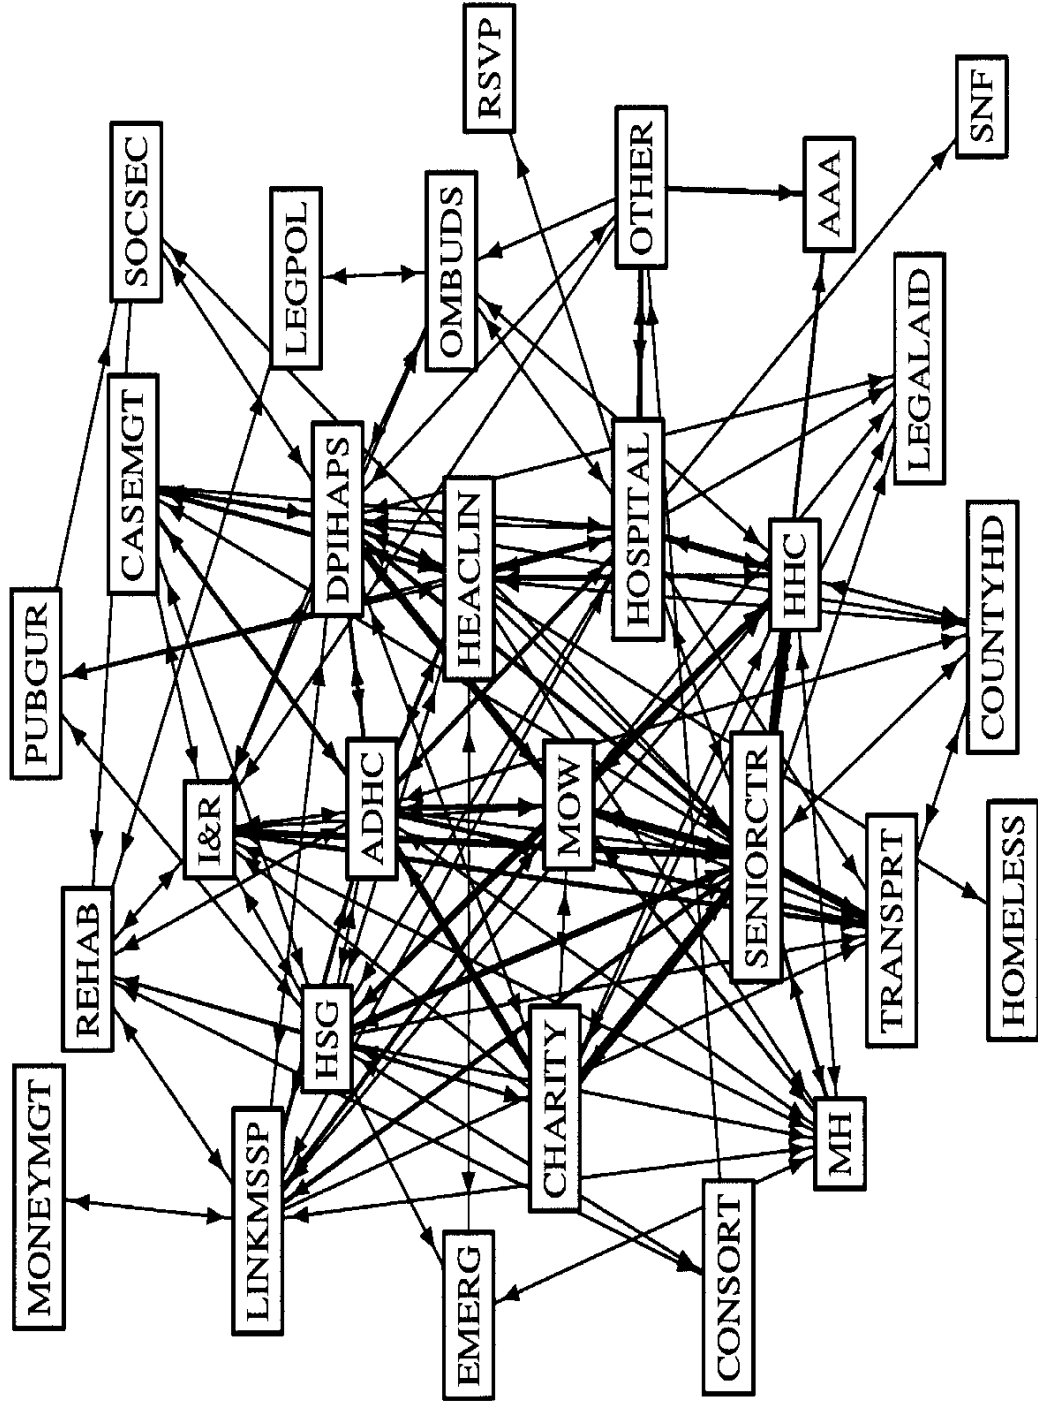 MONEYMGT
REHAB
PUBGUR
CASEMGT
SOCSEC
LINKMSSP
HSG
I&R
DPIHAPS
LEGPOL
ADHC
EMERG
CHARITY
MOW
HEACLIN
OMBUDS
RSVP
CONSORT
SENIORCTR
HOSPITAL
OTHER
MH
TRANSPRT
HHC
AAA
HOMELESS
COUNTYHD
LEGALAID
SNF